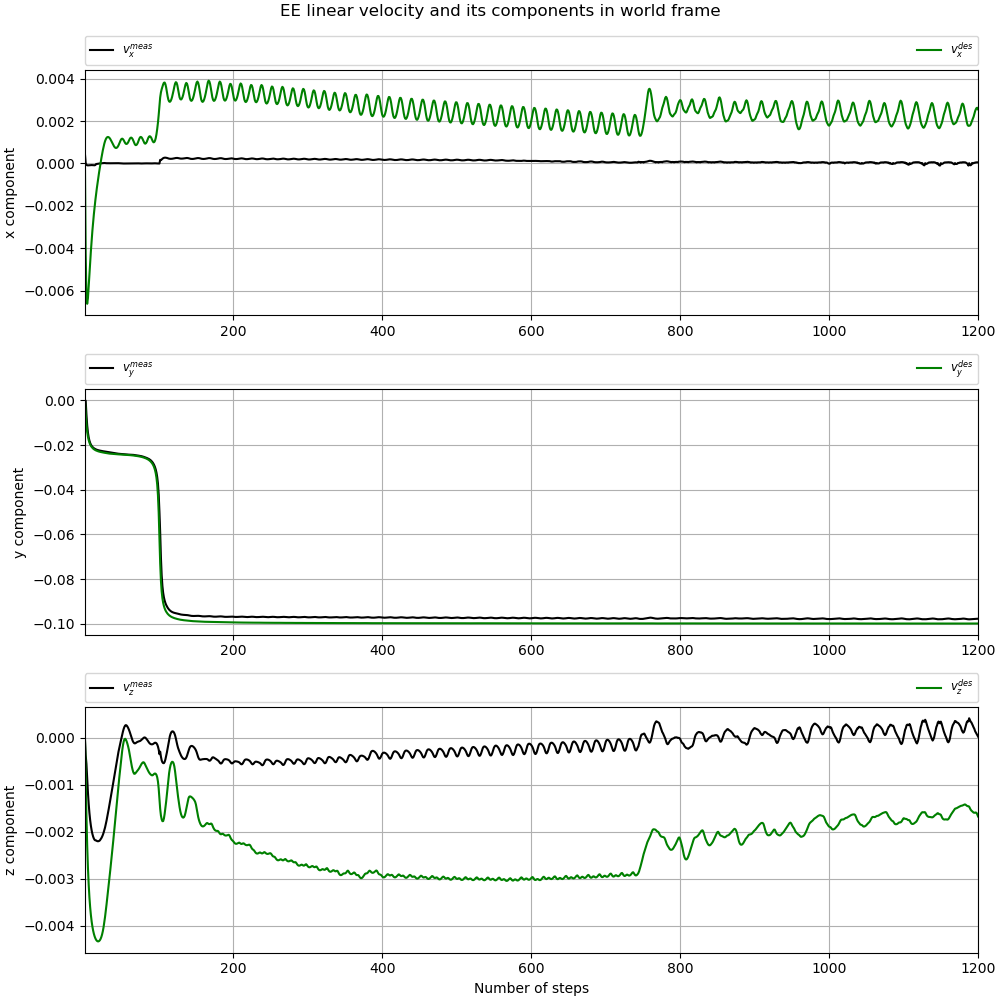 EE linear velocity and its components in world frame
v_x^meas v_x^des
0.004
0.002
0.000
−0.002
−0.004
−0.006
x component
200 400 600 800 1000 1200
v_y^meas v_y^des
0.00
−0.02
−0.04
−0.06
−0.08
−0.10
y component
200 400 600 800 1000 1200
v_z^meas v_z^des
0.000
−0.001
−0.002
−0.003
−0.004
z component
200 400 600 800 1000 1200
Number of steps